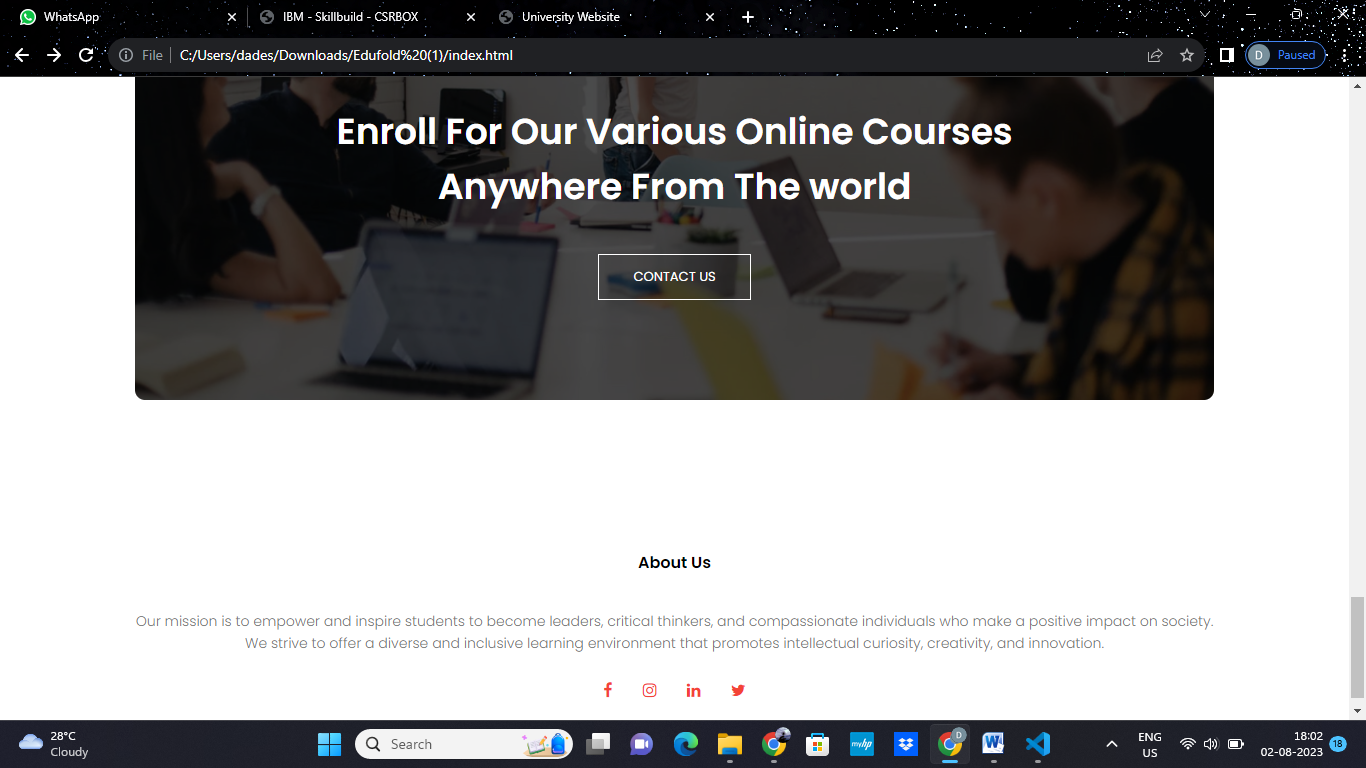 WhatsApp
IBM - Skillbuild - CSRBOX
University Website
File
C:/Users/dades/Downloads/Edufold%20(1)/index.html
D
Paused
Enroll For Our Various Online Courses
Anywhere From The world
CONTACT US
About Us
Our mission is to empower and inspire students to become leaders, critical thinkers, and compassionate individuals who make a positive impact on society.
We strive to offer a diverse and inclusive learning environment that promotes intellectual curiosity, creativity, and innovation.
28°C
Cloudy
Search
myhp
D
W
ENG
US
18:02
02-08-2023
18